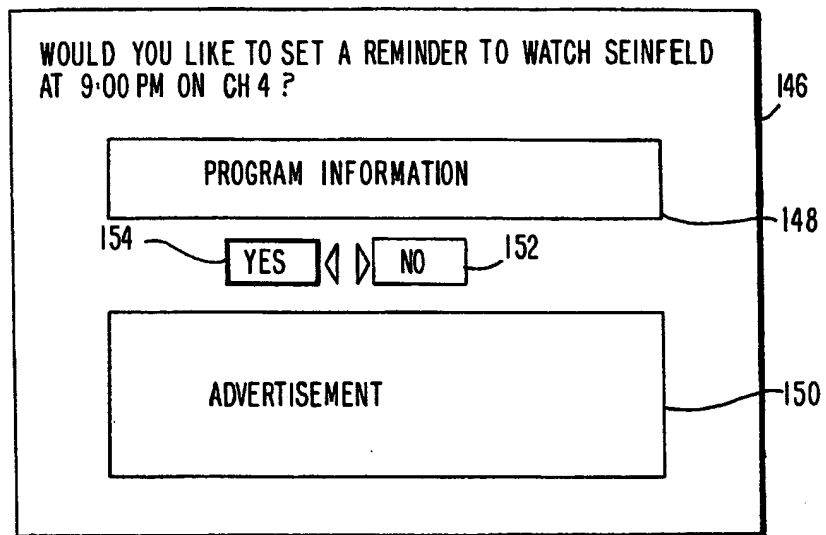 WOULD YOU LIKE TO SET A REMINDER TO WATCH SEINFELD
AT 9:00 PM ON CH 4 ?
146
PROGRAM INFORMATION
148
154 YES NO 152
ADVERTISEMENT
150